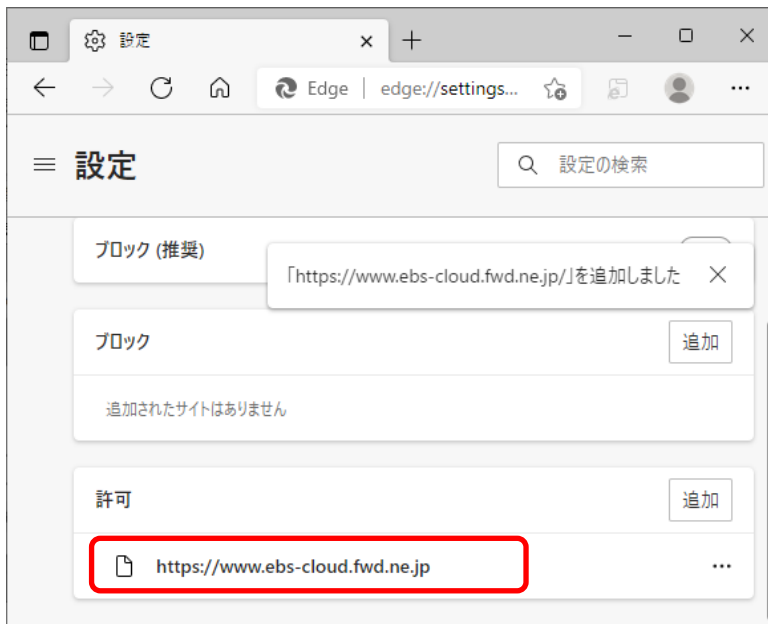 設定
Edge | edge://settings...
設定
設定の検索
ブロック (推奨)
「https://www.ebs-cloud.fwd.ne.jp/」を追加しました
ブロック
追加
追加されたサイトはありません
許可
追加
https://www.ebs-cloud.fwd.ne.jp